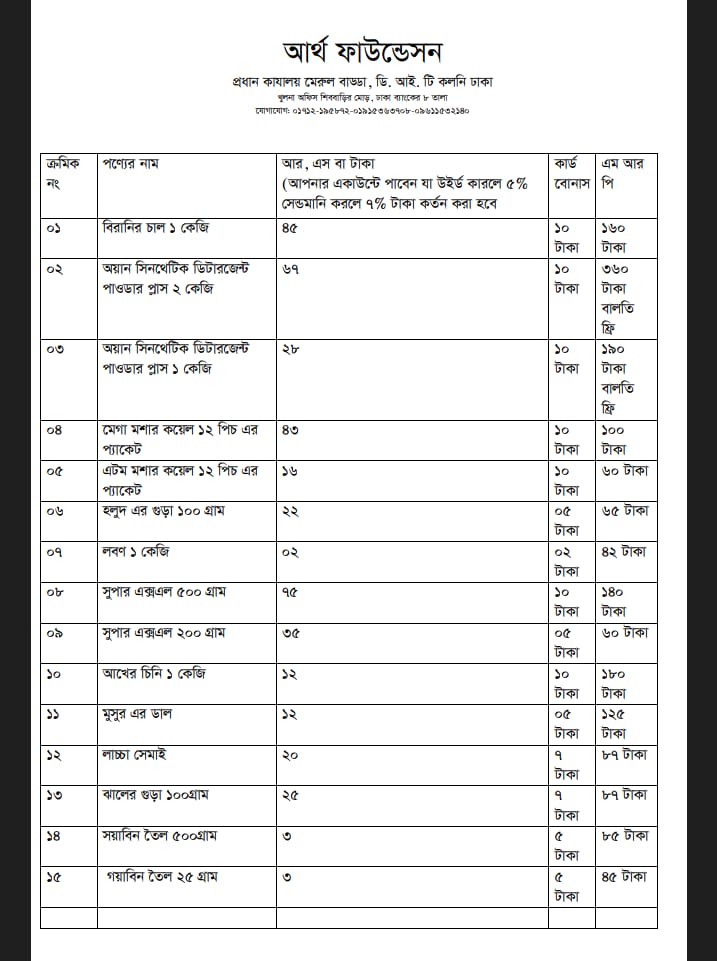 আর্থ ফাউন্ডেসন
প্রধান কাযালয় মেরুল বাড্ডা, ডি. আই. টি কলনি ঢাকা
খুলনা অফিস শিববাড়ির মোড়, ঢাকা ব্যাংকের ৮ তালা
যোগাযোগ: ০১৭১২-১৯৫৮৭২-০১৯১৫৩৬৩৭০৮-০৯৬১১৫৩২১৪০
ক্রমিক নং | পণ্যের নাম | আর, এস বা টাকা (আপনার একাউন্টে পাবেন যা উইর্ড কারলে ৫% সেন্ডমানি করলে ৭% টাকা কর্তন করা হবে | কার্ড বোনাস | এম আর পি
০১ | বিরানির চাল ১ কেজি | ৪৫ | ১০ টাকা | ১৬০ টাকা
০২ | অয়ান সিনথেটিক ডিটারজেন্ট পাওডার প্লাস ২ কেজি | ৬৭ | ১০ টাকা | ৩৬০ টাকা বালতি ফ্রি
০৩ | অয়ান সিনথেটিক ডিটারজেন্ট পাওডার প্লাস ১ কেজি | ২৮ | ১০ টাকা | ১৯০ টাকা বালতি ফ্রি
০৪ | মেগা মশার কয়েল ১২ পিচ এর প্যাকেট | ৪৩ | ১০ টাকা | ১০০ টাকা
০৫ | এটম মশার কয়েল ১২ পিচ এর প্যাকেট | ১৬ | ১০ টাকা | ৬০ টাকা
০৬ | হলুদ এর গুড়া ১০০ গ্রাম | ২২ | ০৫ টাকা | ৬৫ টাকা
০৭ | লবণ ১ কেজি | ০২ | ০২ টাকা | ৪২ টাকা
০৮ | সুপার এক্সএল ৫০০ গ্রাম | ৭৫ | ১০ টাকা | ১৪০ টাকা
০৯ | সুপার এক্সএল ২০০ গ্রাম | ৩৫ | ০৫ টাকা | ৬০ টাকা
১০ | আখের চিনি ১ কেজি | ১২ | ১০ টাকা | ১৮০ টাকা
১১ | মুসুর এর ডাল | ১২ | ০৫ টাকা | ১২৫ টাকা
১২ | লাচ্চা সেমাই | ২০ | ৭ টাকা | ৮৭ টাকা
১৩ | ঝালের গুড়া ১০০গ্রাম | ২৫ | ৭ টাকা | ৮৭ টাকা
১৪ | সয়াবিন তৈল ৫০০গ্রাম | ৩ | ৫ টাকা | ৮৫ টাকা
১৫ | গয়াবিন তৈল ২৫ গ্রাম | ৩ | ৫ টাকা | ৪৫ টাকা